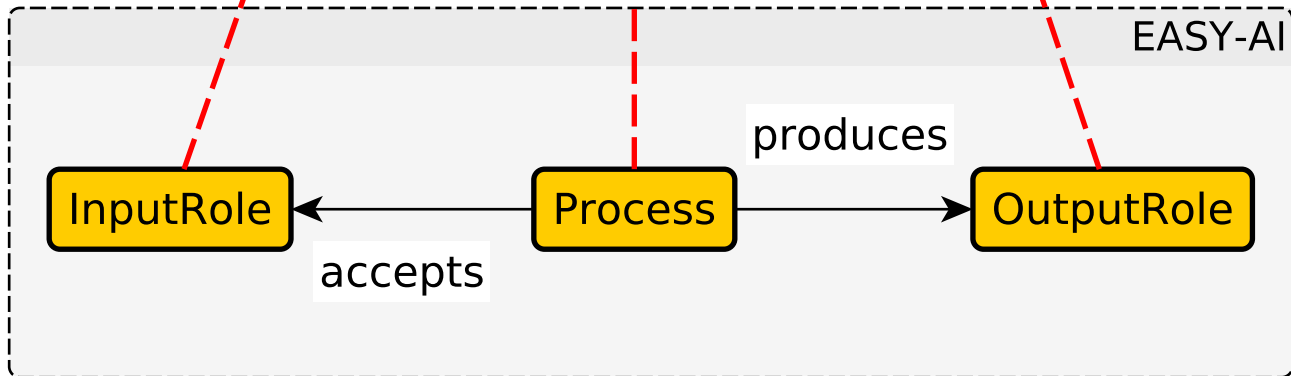 EASY-AI
produces
InputRole
Process
OutputRole
accepts